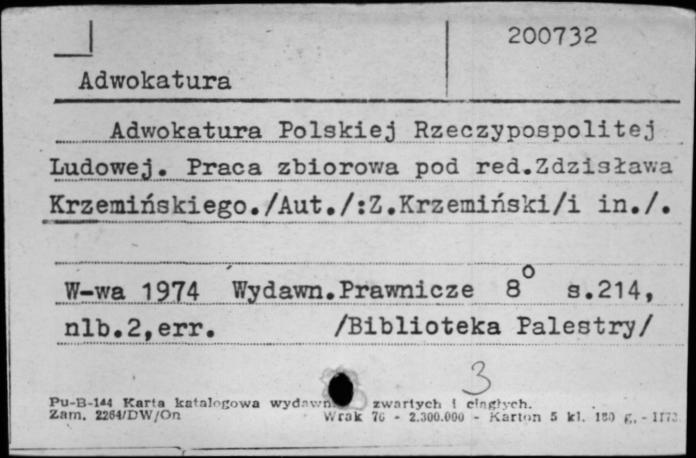 200732
Adwokatura
Adwokatura Polskiej Rzeczypospolitej
Ludowej. Praca zbiorowa pod red.Zdzisława
Krzemińskiego./Aut./:Z.Krzemiński/i in./.
W-wa 1974 Wydawn.Prawnicze 8° s.214,
nlb.2,err. /Biblioteka Palestry/
3
Pu-B-144 Karta katalogowa wydawn zwartych i ciągłych.
Zam. 2264/DW/On Wrak 76 - 2.300.000 - Karton 5 kl. 180 g. -